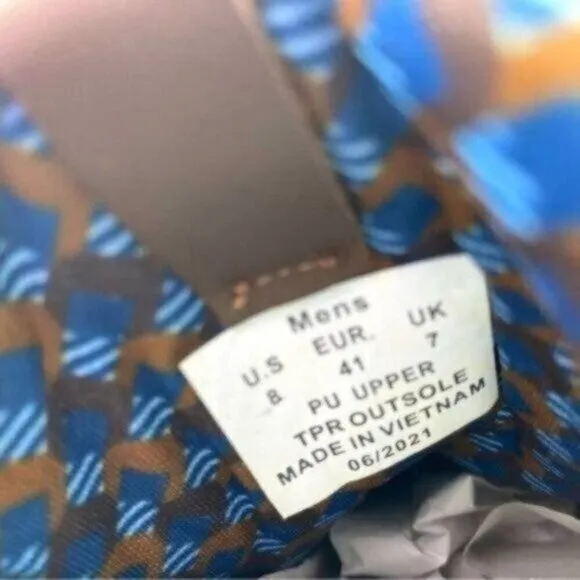 Mens
U.S EUR. UK
8 41 7
PU UPPER
TPR OUTSOLE
MADE IN VIETNAM
06/2021